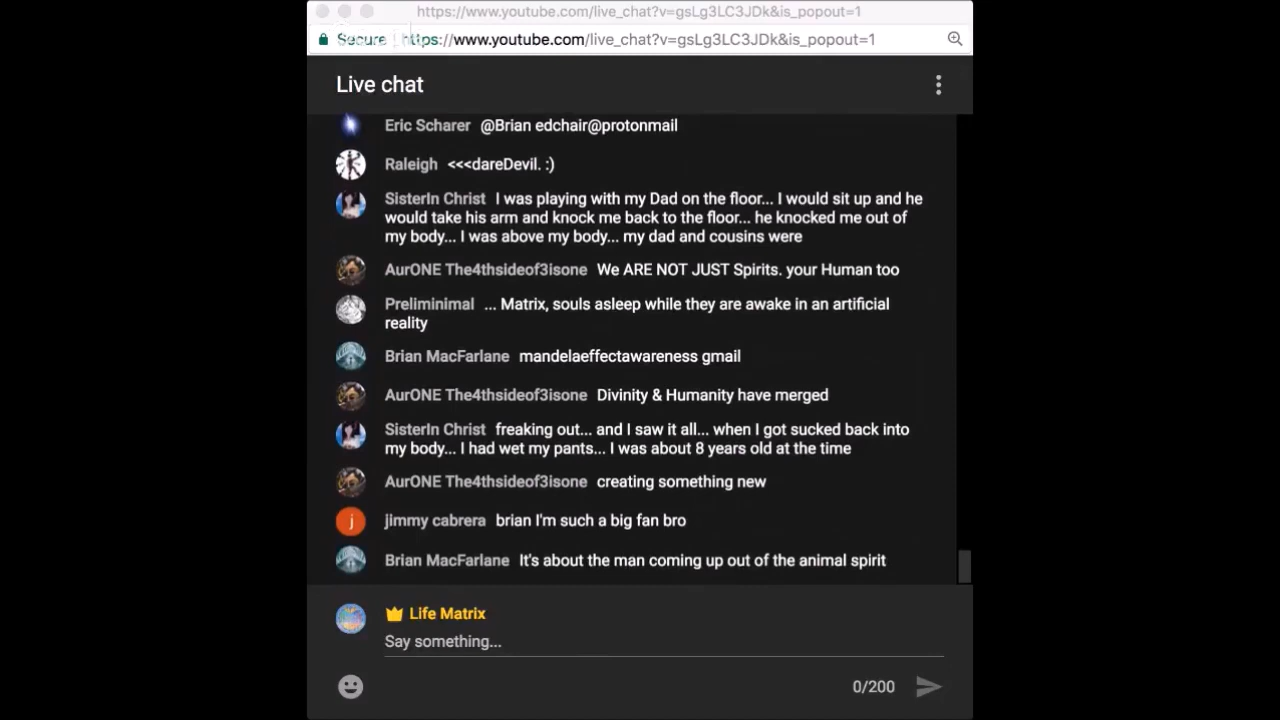 https://www.youtube.com/live_chat?v=gsLg3LC3JDk&is_popout=1
Secure https://www.youtube.com/live_chat?v=gsLg3LC3JDk&is_popout=1
Live chat
Eric Scharer @Brian edchair@protonmail
Raleigh <<<dareDevil. :)
SisterIn Christ I was playing with my Dad on the floor... I would sit up and he
would take his arm and knock me back to the floor... he knocked me out of
my body... I was above my body... my dad and cousins were
AurONE The4thsideof3isone We ARE NOT JUST Spirits. your Human too
Preliminimal ... Matrix, souls asleep while they are awake in an artificial
reality
Brian MacFarlane mandelaeffectawareness gmail
AurONE The4thsideof3isone Divinity & Humanity have merged
SisterIn Christ freaking out... and I saw it all... when I got sucked back into
my body... I had wet my pants... I was about 8 years old at the time
AurONE The4thsideof3isone creating something new
j jimmy cabrera brian I'm such a big fan bro
Brian MacFarlane It's about the man coming up out of the animal spirit
Life Matrix
Say something...
0/200